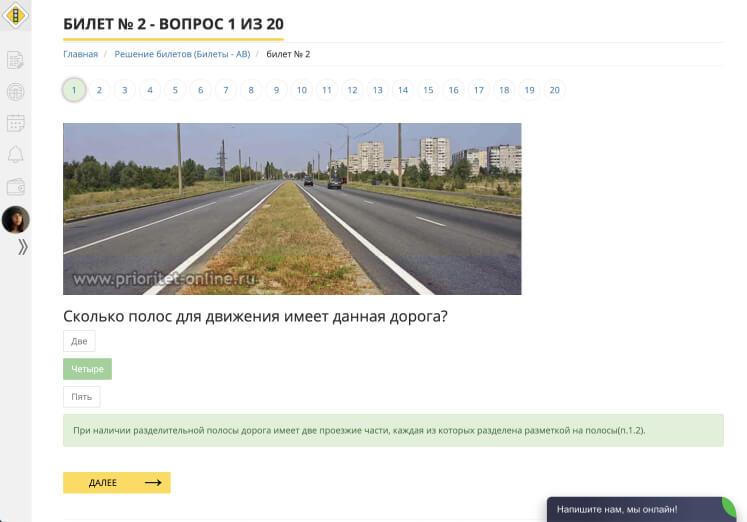 БИЛЕТ № 2 - ВОПРОС 1 ИЗ 20
Главная / Решение билетов (Билеты - AB) / билет № 2
1 2 3 4 5 6 7 8 9 10 11 12 13 14 15 16 17 18 19 20
www.prioritet-online.ru
Сколько полос для движения имеет данная дорога?
Две
Четыре
Пять
При наличии разделительной полосы дорога имеет две проезжие части, каждая из которых разделена разметкой на полосы(п.1.2).
ДАЛЕЕ
Напишите нам, мы онлайн!